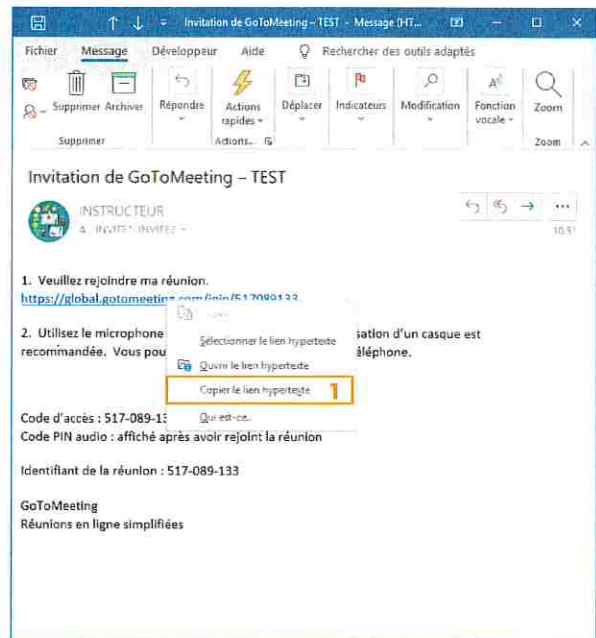 Invitation de GoToMeeting – TEST - Message (HT...
Fichier Message Développeur Aide Rechercher des outils adaptés
Supprimer Archiver Répondre Actions rapides Déplacer Indicateurs Modification Fonction vocale Zoom
Supprimer Actions... Zoom
Invitation de GoToMeeting – TEST
INSTRUCTEUR
10:51
1. Veuillez rejoindre ma réunion.
https://global.gotomeeting.com/join/517089133
2. Utilisez le microphone sation d'un casque est
recommandée. Vous pou éléphone.
Sélectionner le lien hypertexte
Ouvrir le lien hypertexte
Copier le lien hypertexte 1
Qui est-ce...
Code d'accès : 517-089-13
Code PIN audio : affiché après avoir rejoint la réunion
Identifiant de la réunion : 517-089-133
GoToMeeting
Réunions en ligne simplifiées